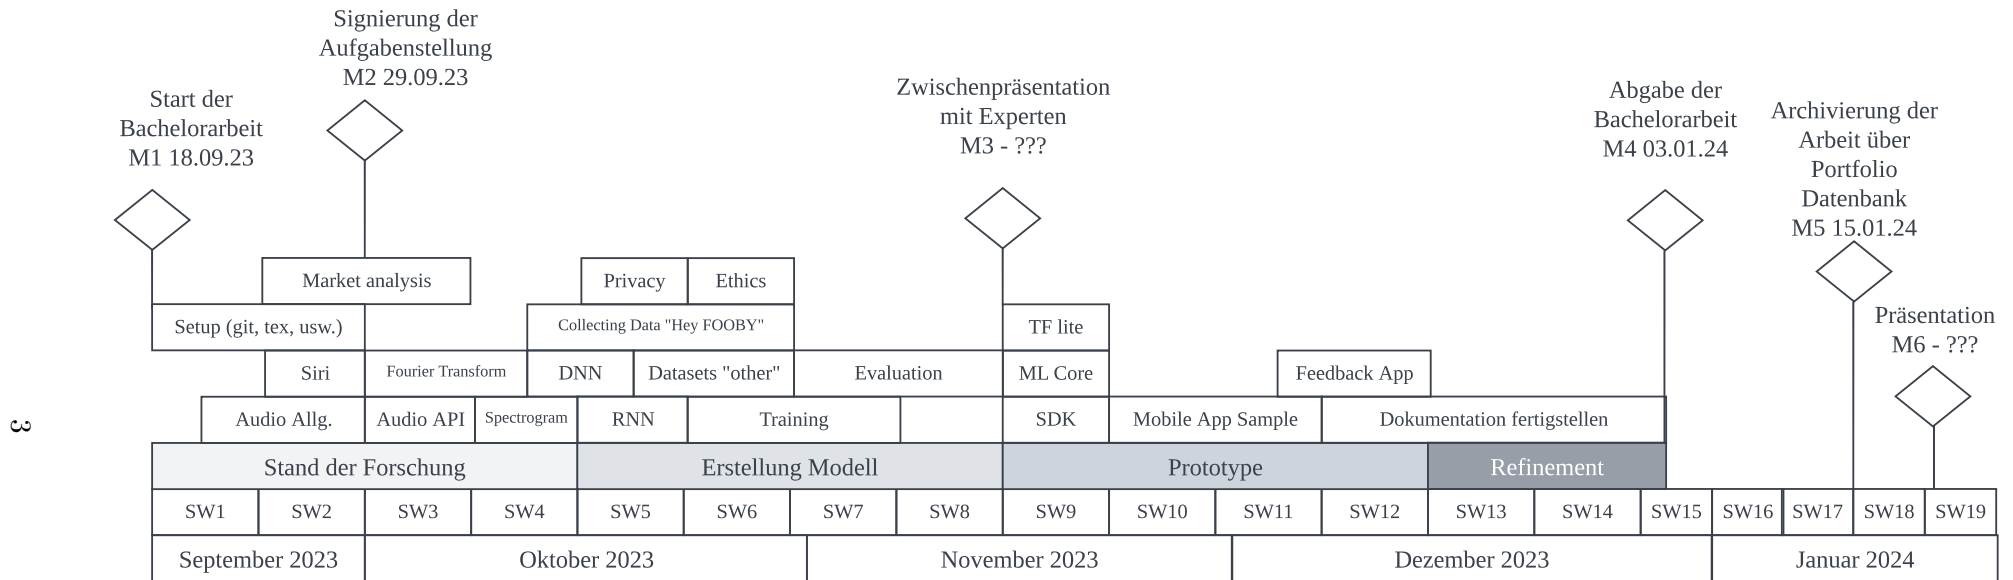 Signierung der
Aufgabenstellung
M2 29.09.23
Start der
Bachelorarbeit
M1 18.09.23
Zwischenpräsentation
mit Experten
M3 - ???
Abgabe der
Bachelorarbeit
M4 03.01.24
Archivierung der
Arbeit über
Portfolio
Datenbank
M5 15.01.24
Präsentation
M6 - ???
Market analysis
Privacy
Ethics
Setup (git, tex, usw.)
Collecting Data "Hey FOOBY"
TF lite
Siri
Fourier Transform
DNN
Datasets "other"
Evaluation
ML Core
Feedback App
Audio Allg.
Audio API
Spectrogram
RNN
Training
SDK
Mobile App Sample
Dokumentation fertigstellen
Stand der Forschung
Erstellung Modell
Prototype
Refinement
SW1
SW2
SW3
SW4
SW5
SW6
SW7
SW8
SW9
SW10
SW11
SW12
SW13
SW14
SW15
SW16
SW17
SW18
SW19
September 2023
Oktober 2023
November 2023
Dezember 2023
Januar 2024
3